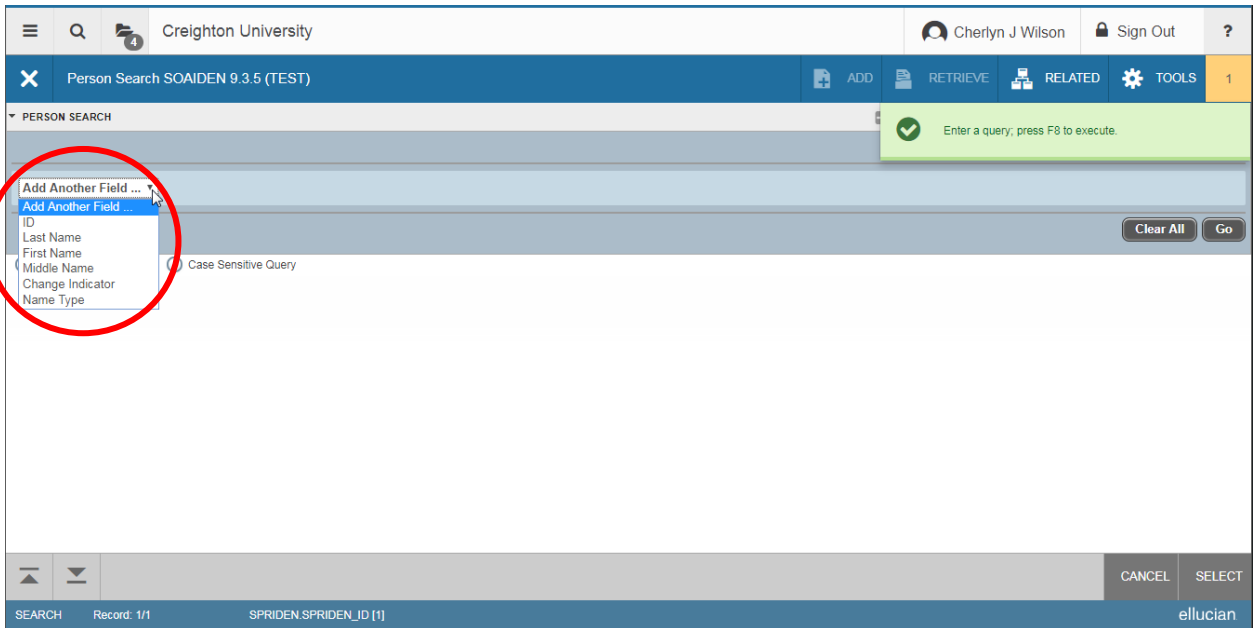 4 Creighton University Cherlyn J Wilson Sign Out ?
Person Search SOAIDEN 9.3.5 (TEST) ADD RETRIEVE RELATED TOOLS 1
PERSON SEARCH
Enter a query; press F8 to execute.
Add Another Field ...
Add Another Field ...
ID
Last Name
First Name
Middle Name
Change Indicator
Name Type
Clear All Go
Case Sensitive Query
CANCEL SELECT
SEARCH Record: 1/1 SPRIDEN.SPRIDEN_ID [1] ellucian